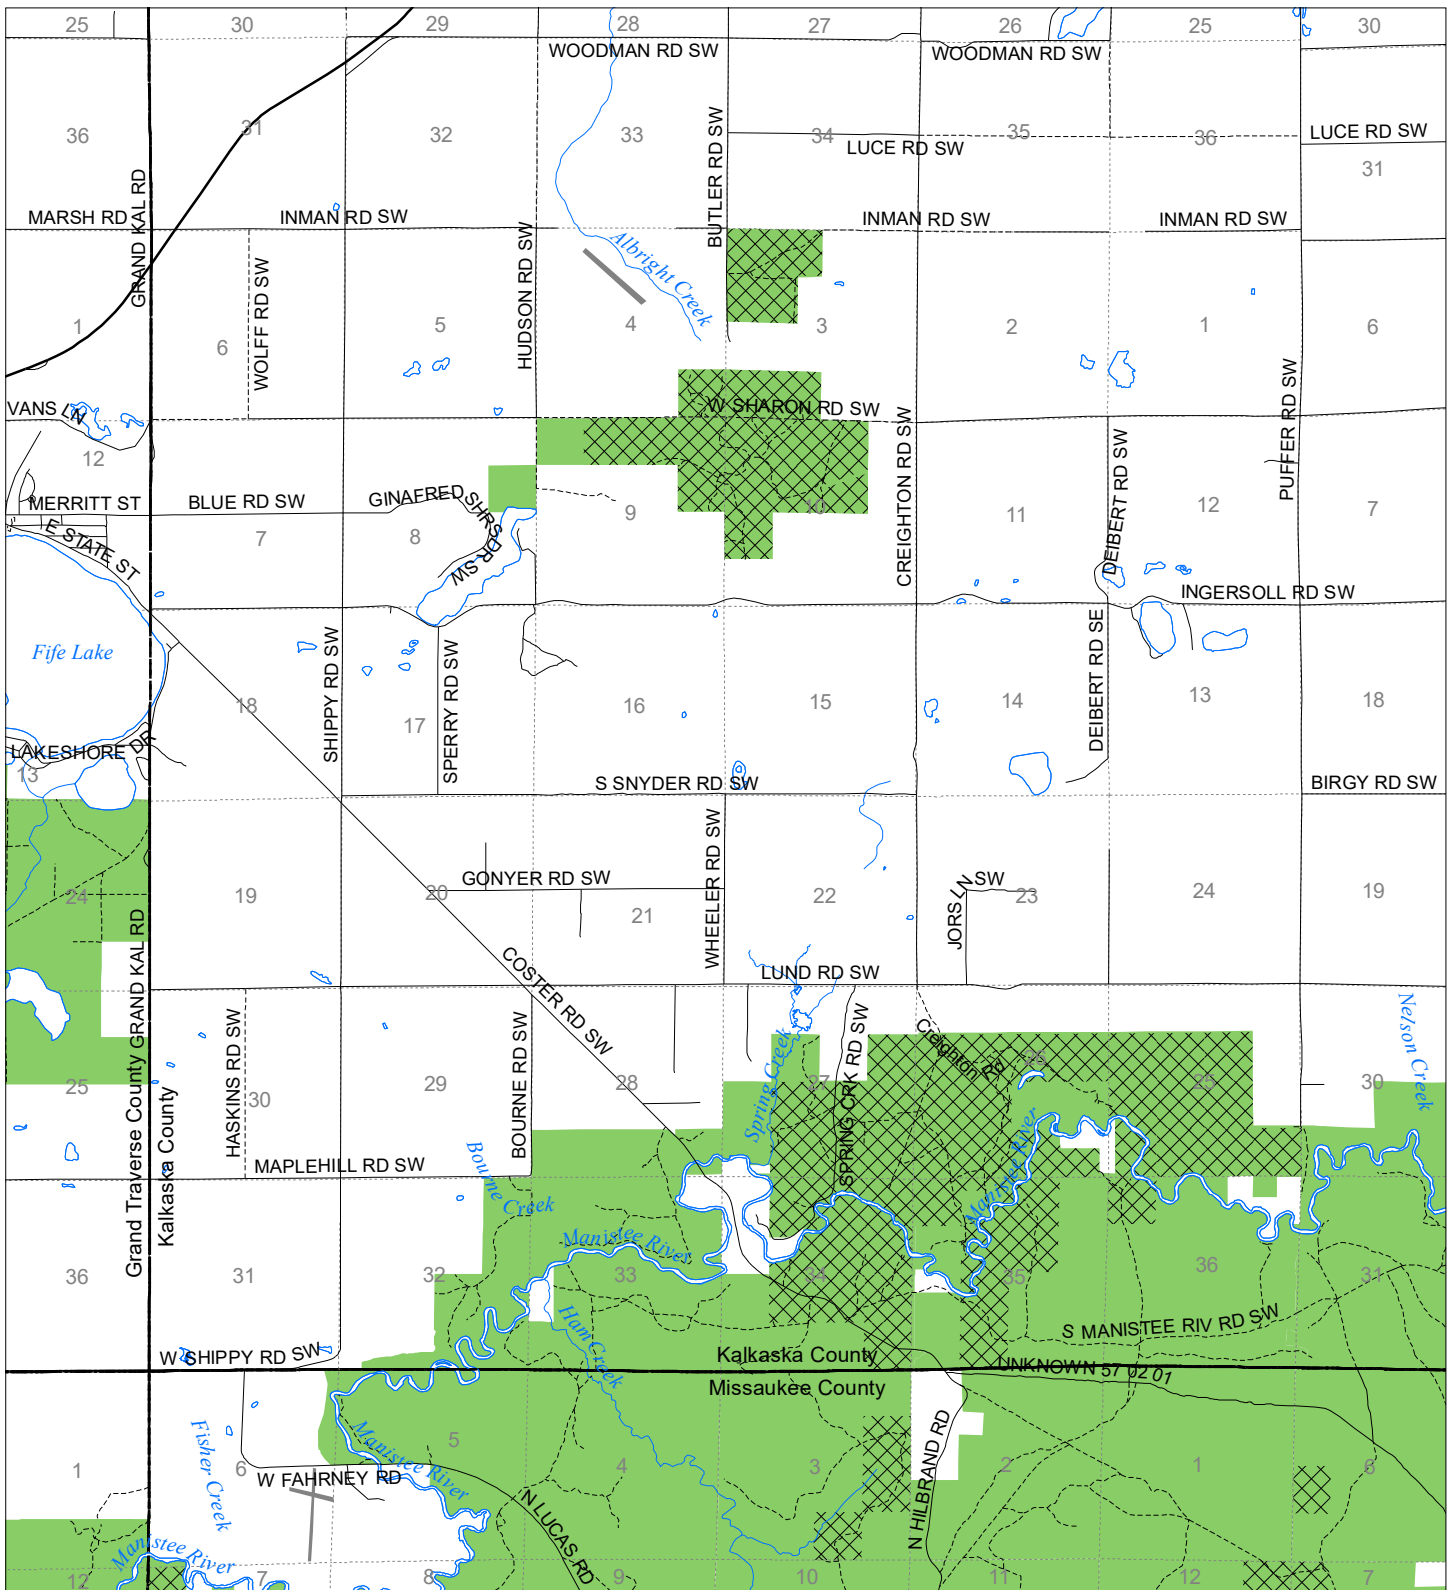 25
30
29
28
27
26
25
30
WOODMAN RD SW
WOODMAN RD SW
36
31
32
33
34
35
36
LUCE RD SW
LUCE RD SW
31
BUTLER RD SW
GRAND KAL RD
MARSH RD
INMAN RD SW
INMAN RD SW
INMAN RD SW
Albright Creek
HUDSON RD SW
WOLFF RD SW
1
6
5
4
3
2
1
6
VANS LN
W SHARON RD SW
CREIGHTON RD SW
PUFFER RD SW
DEIBERT RD SW
12
MERRITT ST
BLUE RD SW
GINAFRED SHRS DR SW
E STATE ST
7
8
9
10
11
12
7
INGERSOLL RD SW
Fife Lake
SHIPPY RD SW
SPERRY RD SW
DEIBERT RD SE
18
17
16
15
14
13
18
LAKESHORE DR
13
S SNYDER RD SW
BIRGY RD SW
WHEELER RD SW
GONYER RD SW
JORS LN SW
24
19
20
21
22
23
24
19
GRAND KAL RD
COSTER RD SW
LUND RD SW
Nelson Creek
HASKINS RD SW
BOURNE RD SW
Spring Creek
SPRING CRK RD SW
Creighton Rd
25
30
29
28
27
26
25
30
Grand Traverse County
Kalkaska County
MAPLEHILL RD SW
Bourne Creek
Manistee River
Manistee River
36
31
32
33
34
35
36
31
Ham Creek
S MANISTEE RIV RD SW
W SHIPPY RD SW
Kalkaska County
UNKNOWN 57 02 01
Missaukee County
Fisher Creek
Manistee River
N HILBRAND RD
1
6
5
4
3
2
1
6
W FAHRNEY RD
N LUCAS RD
Manistee River
12
7
8
9
10
11
12
7